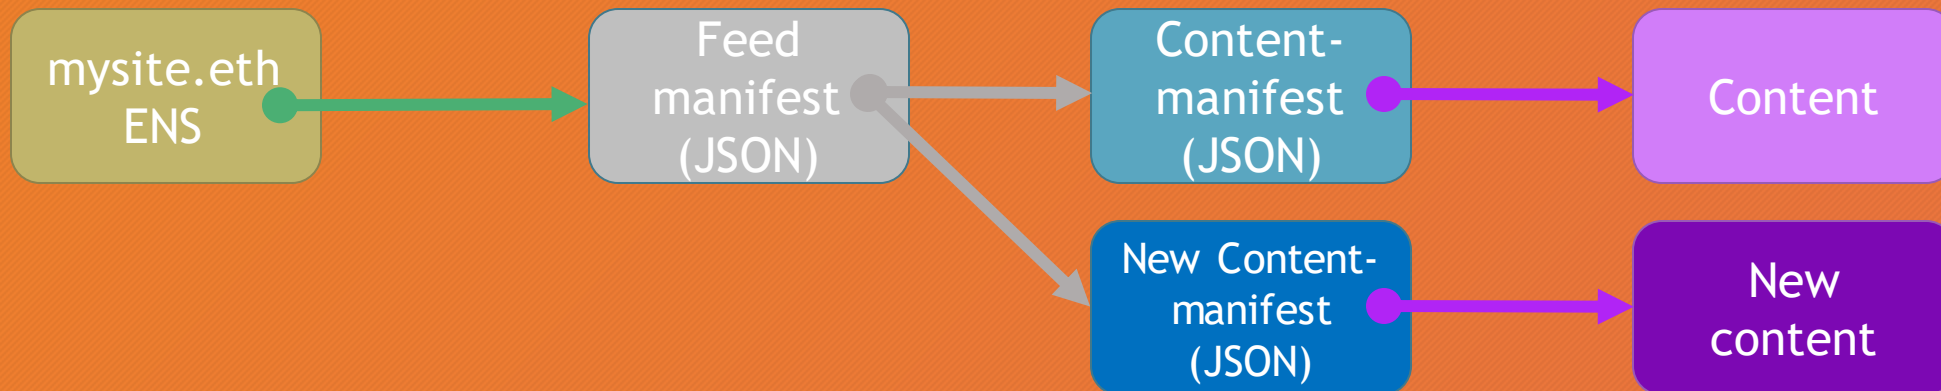 mysite.eth
ENS
Feed
manifest
(JSON)
Content-
manifest
(JSON)
Content
New Content-
manifest
(JSON)
New
content